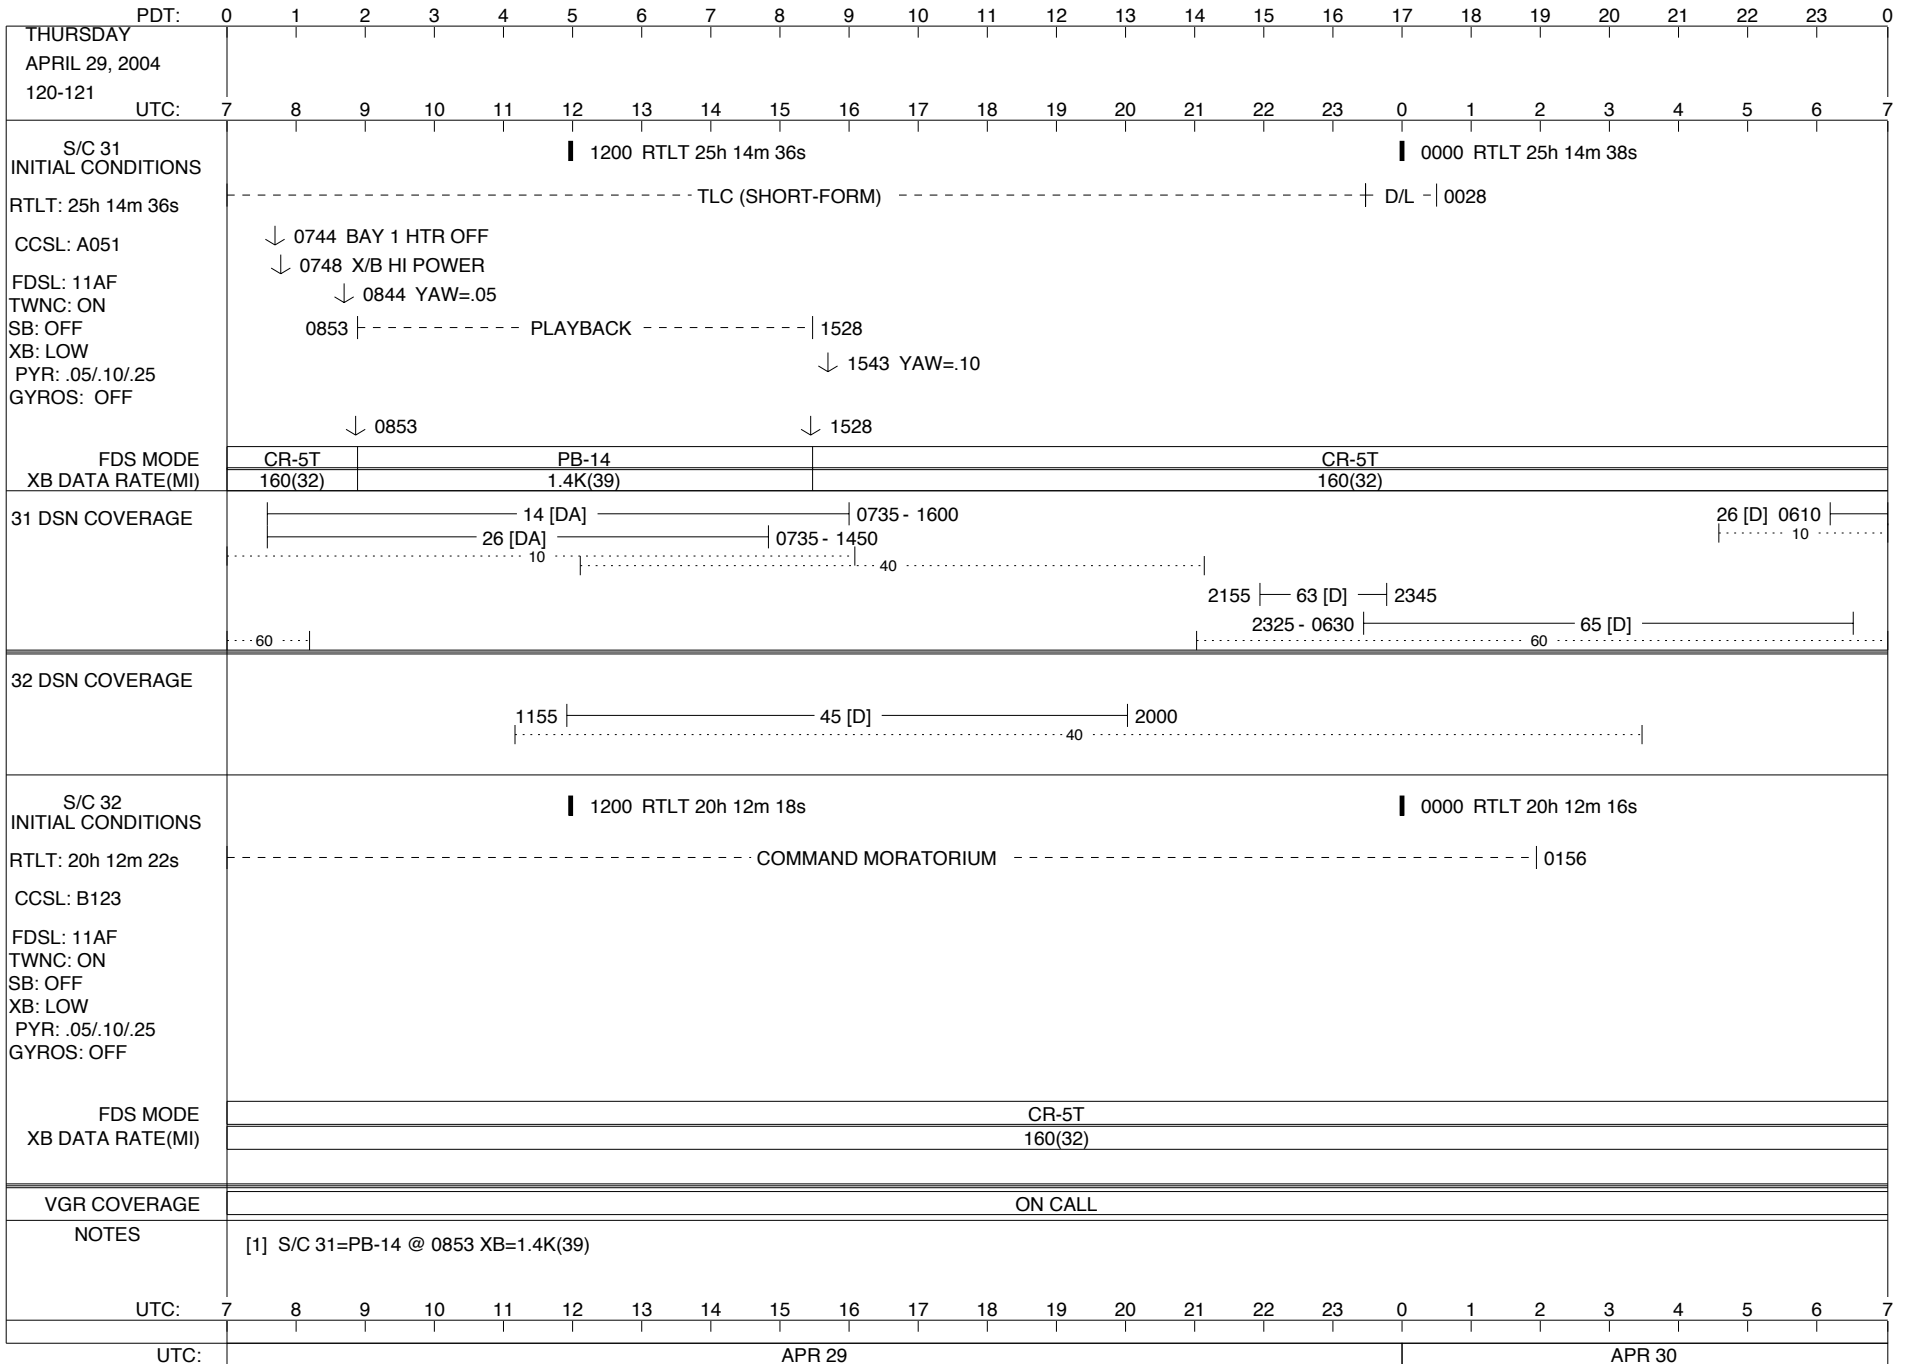 PDT: 0 1 2 3 4 5 6 7 8 9 10 11 12 13 14 15 16 17 18 19 20 21 22 23 0
THURSDAY
APRIL 29, 2004
120-121
UTC: 7 8 9 10 11 12 13 14 15 16 17 18 19 20 21 22 23 0 1 2 3 4 5 6 7
S/C 31
INITIAL CONDITIONS
1200 RTLT 25h 14m 36s
0000 RTLT 25h 14m 38s
RTLT: 25h 14m 36s
TLC (SHORT-FORM) D/L 0028
CCSL: A051
0744 BAY 1 HTR OFF
0748 X/B HI POWER
FDSL: 11AF
0844 YAW=.05
TWNC: ON
SB: OFF
0853 PLAYBACK 1528
XB: LOW
1543 YAW=.10
PYR: .05/.10/.25
GYROS: OFF
0853 1528
FDS MODE CR-5T PB-14 CR-5T
XB DATA RATE(MI) 160(32) 1.4K(39) 160(32)
31 DSN COVERAGE
14 [DA] 0735 - 1600
26 [D] 0610
26 [DA] 0735 - 1450
10
10
40
2155 63 [D] 2345
2325 - 0630 65 [D]
60 60
32 DSN COVERAGE
1155 45 [D] 2000
40
S/C 32
INITIAL CONDITIONS
1200 RTLT 20h 12m 18s
0000 RTLT 20h 12m 16s
RTLT: 20h 12m 22s
COMMAND MORATORIUM 0156
CCSL: B123
FDSL: 11AF
TWNC: ON
SB: OFF
XB: LOW
PYR: .05/.10/.25
GYROS: OFF
FDS MODE CR-5T
XB DATA RATE(MI) 160(32)
VGR COVERAGE ON CALL
NOTES
[1] S/C 31=PB-14 @ 0853 XB=1.4K(39)
UTC: 7 8 9 10 11 12 13 14 15 16 17 18 19 20 21 22 23 0 1 2 3 4 5 6 7
UTC: APR 29 APR 30